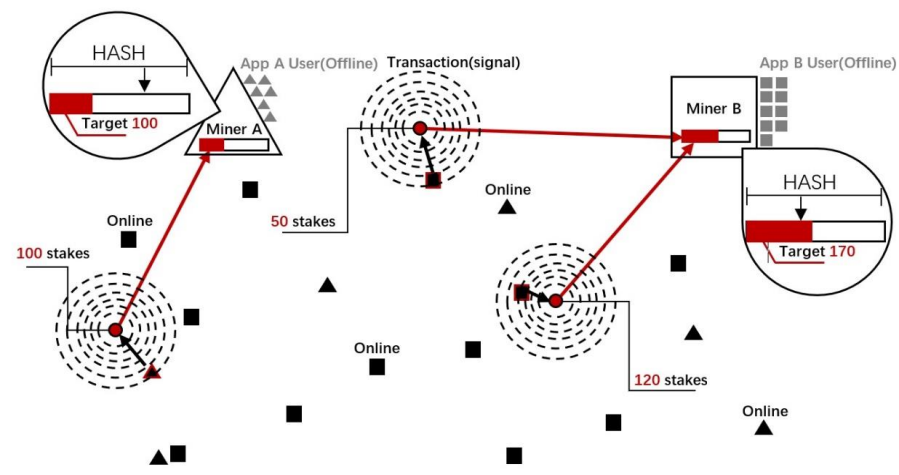 HASH
Target 100
App A User(Offline)
Miner A
Transaction(signal)
App B User(Offline)
Miner B
HASH
Target 170
Online
50 stakes
Online
100 stakes
Online
120 stakes
Online